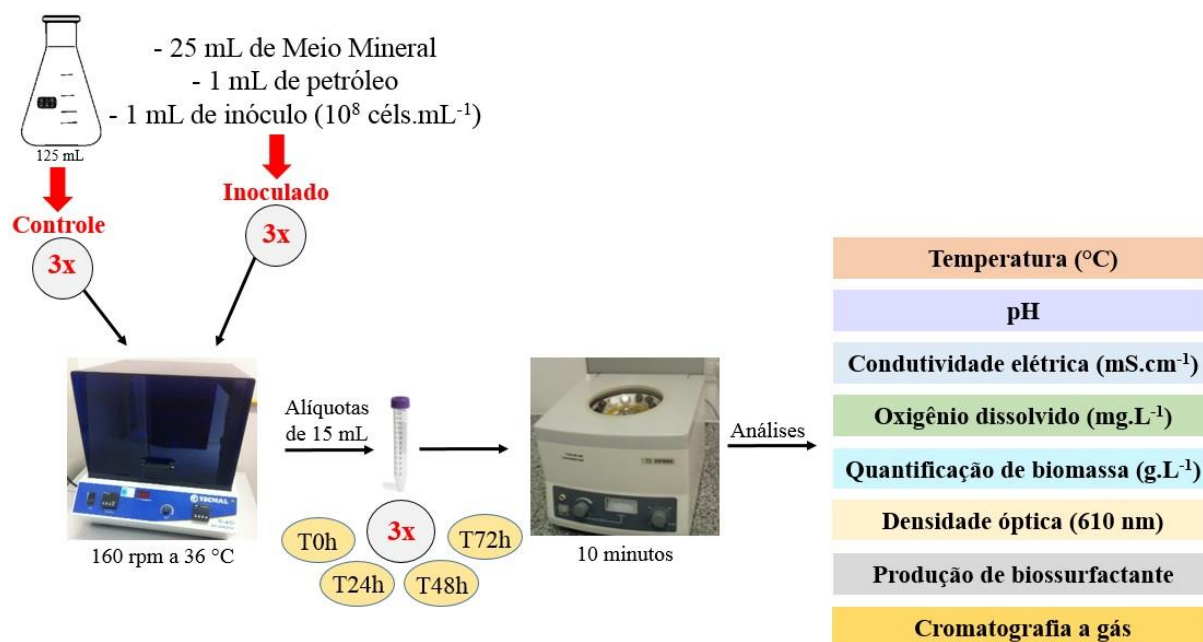 - 25 mL de Meio Mineral
- 1 mL de petróleo
- 1 mL de inóculo (10⁸ céls.mL⁻¹)
125 mL
Inoculado
Controle
3x
3x
Temperatura (°C)
pH
Condutividade elétrica (mS.cm⁻¹)
Oxigênio dissolvido (mg.L⁻¹)
Quantificação de biomassa (g.L⁻¹)
Densidade óptica (610 nm)
Produção de biossurfactante
Cromatografia a gás
Alíquotas
de 15 mL
Análises
TECNAL
160 rpm a 36 °C
T0h
3x
T72h
T24h
T48h
10 minutos